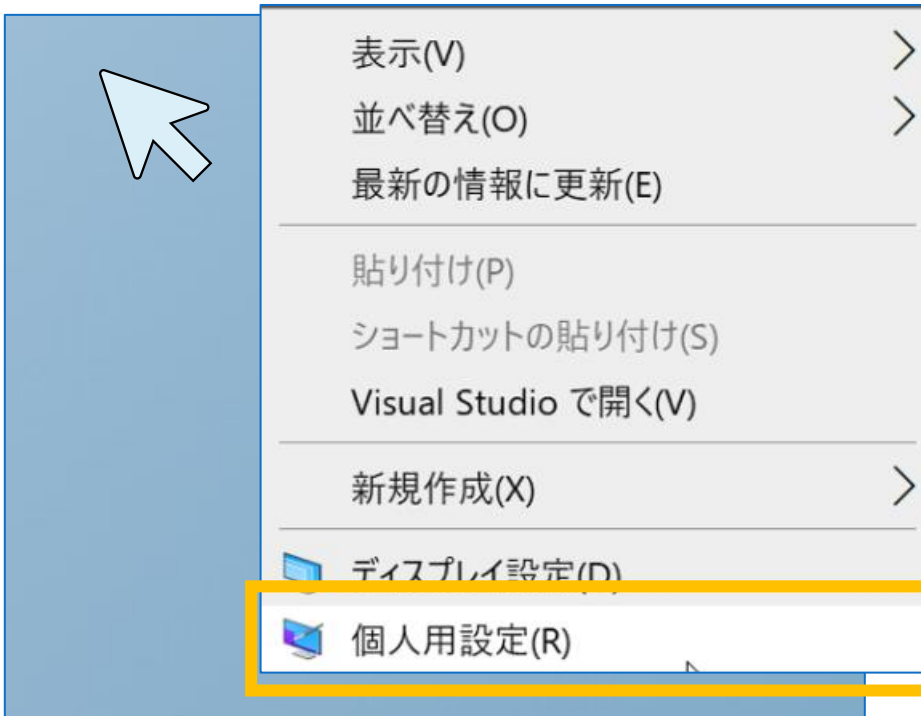 表示(V)
並べ替え(O)
最新の情報に更新(E)
貼り付け(P)
ショートカットの貼り付け(S)
Visual Studio で開く(V)
新規作成(X)
ディスプレイ設定(D)
個人用設定(R)